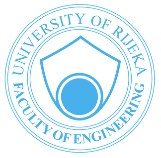 UNIVERSITY OF RIJEKA
FACULTY OF ENGINEERING